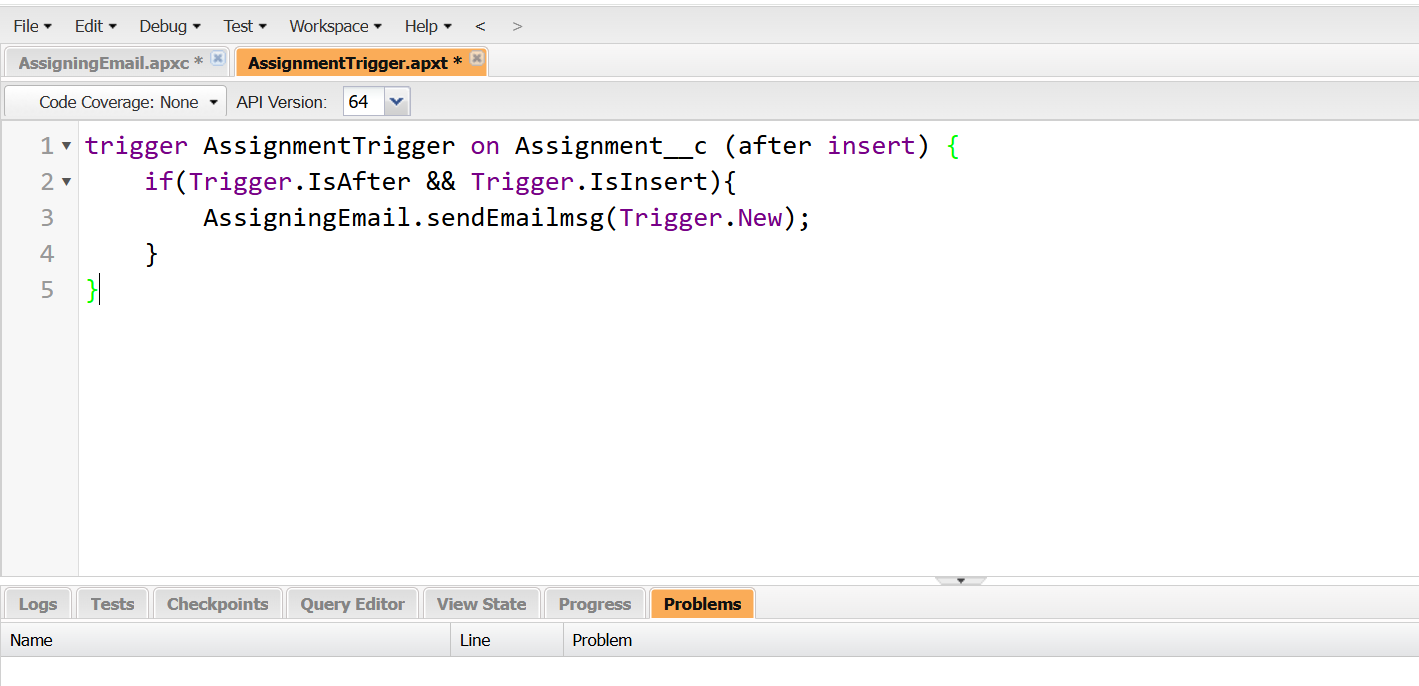 File Edit Debug Test Workspace Help < >
AssigningEmail.apxc * AssignmentTrigger.apxt *
Code Coverage: None API Version: 64
1 trigger AssignmentTrigger on Assignment__c (after insert) {
2 if(Trigger.IsAfter && Trigger.IsInsert){
3 AssigningEmail.sendEmailmsg(Trigger.New);
4 }
5 }
Logs Tests Checkpoints Query Editor View State Progress Problems
Name Line Problem